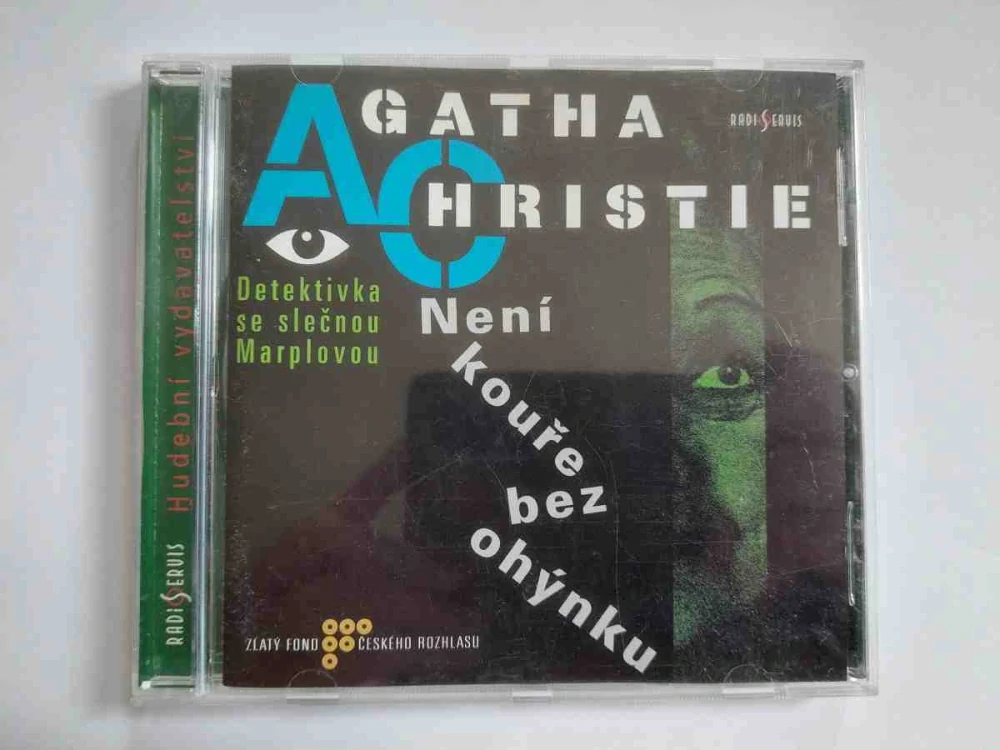 AGATHA
CHRISTIE
RADIOSERVIS
Detektivka
se slečnou
Marplovou
Není
kouře
bez
ohýnku
ZLATÝ FOND ČESKÉHO ROZHLASU
RADIOSERVIS Hudební vydavatelství